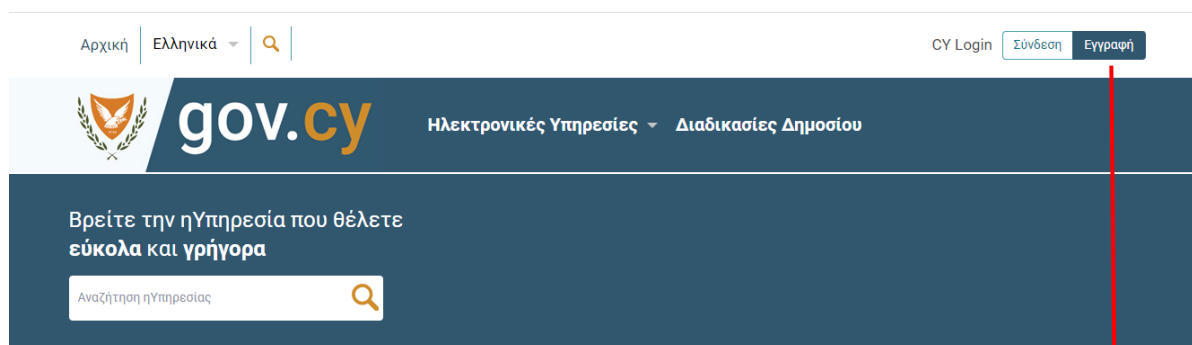 Αρχική Ελληνικά CY Login Σύνδεση Εγγραφή
gov.cy Ηλεκτρονικές Υπηρεσίες Διαδικασίες Δημοσίου
Βρείτε την ηΥπηρεσία που θέλετε
εύκολα και γρήγορα
Αναζήτηση ηΥπηρεσίας